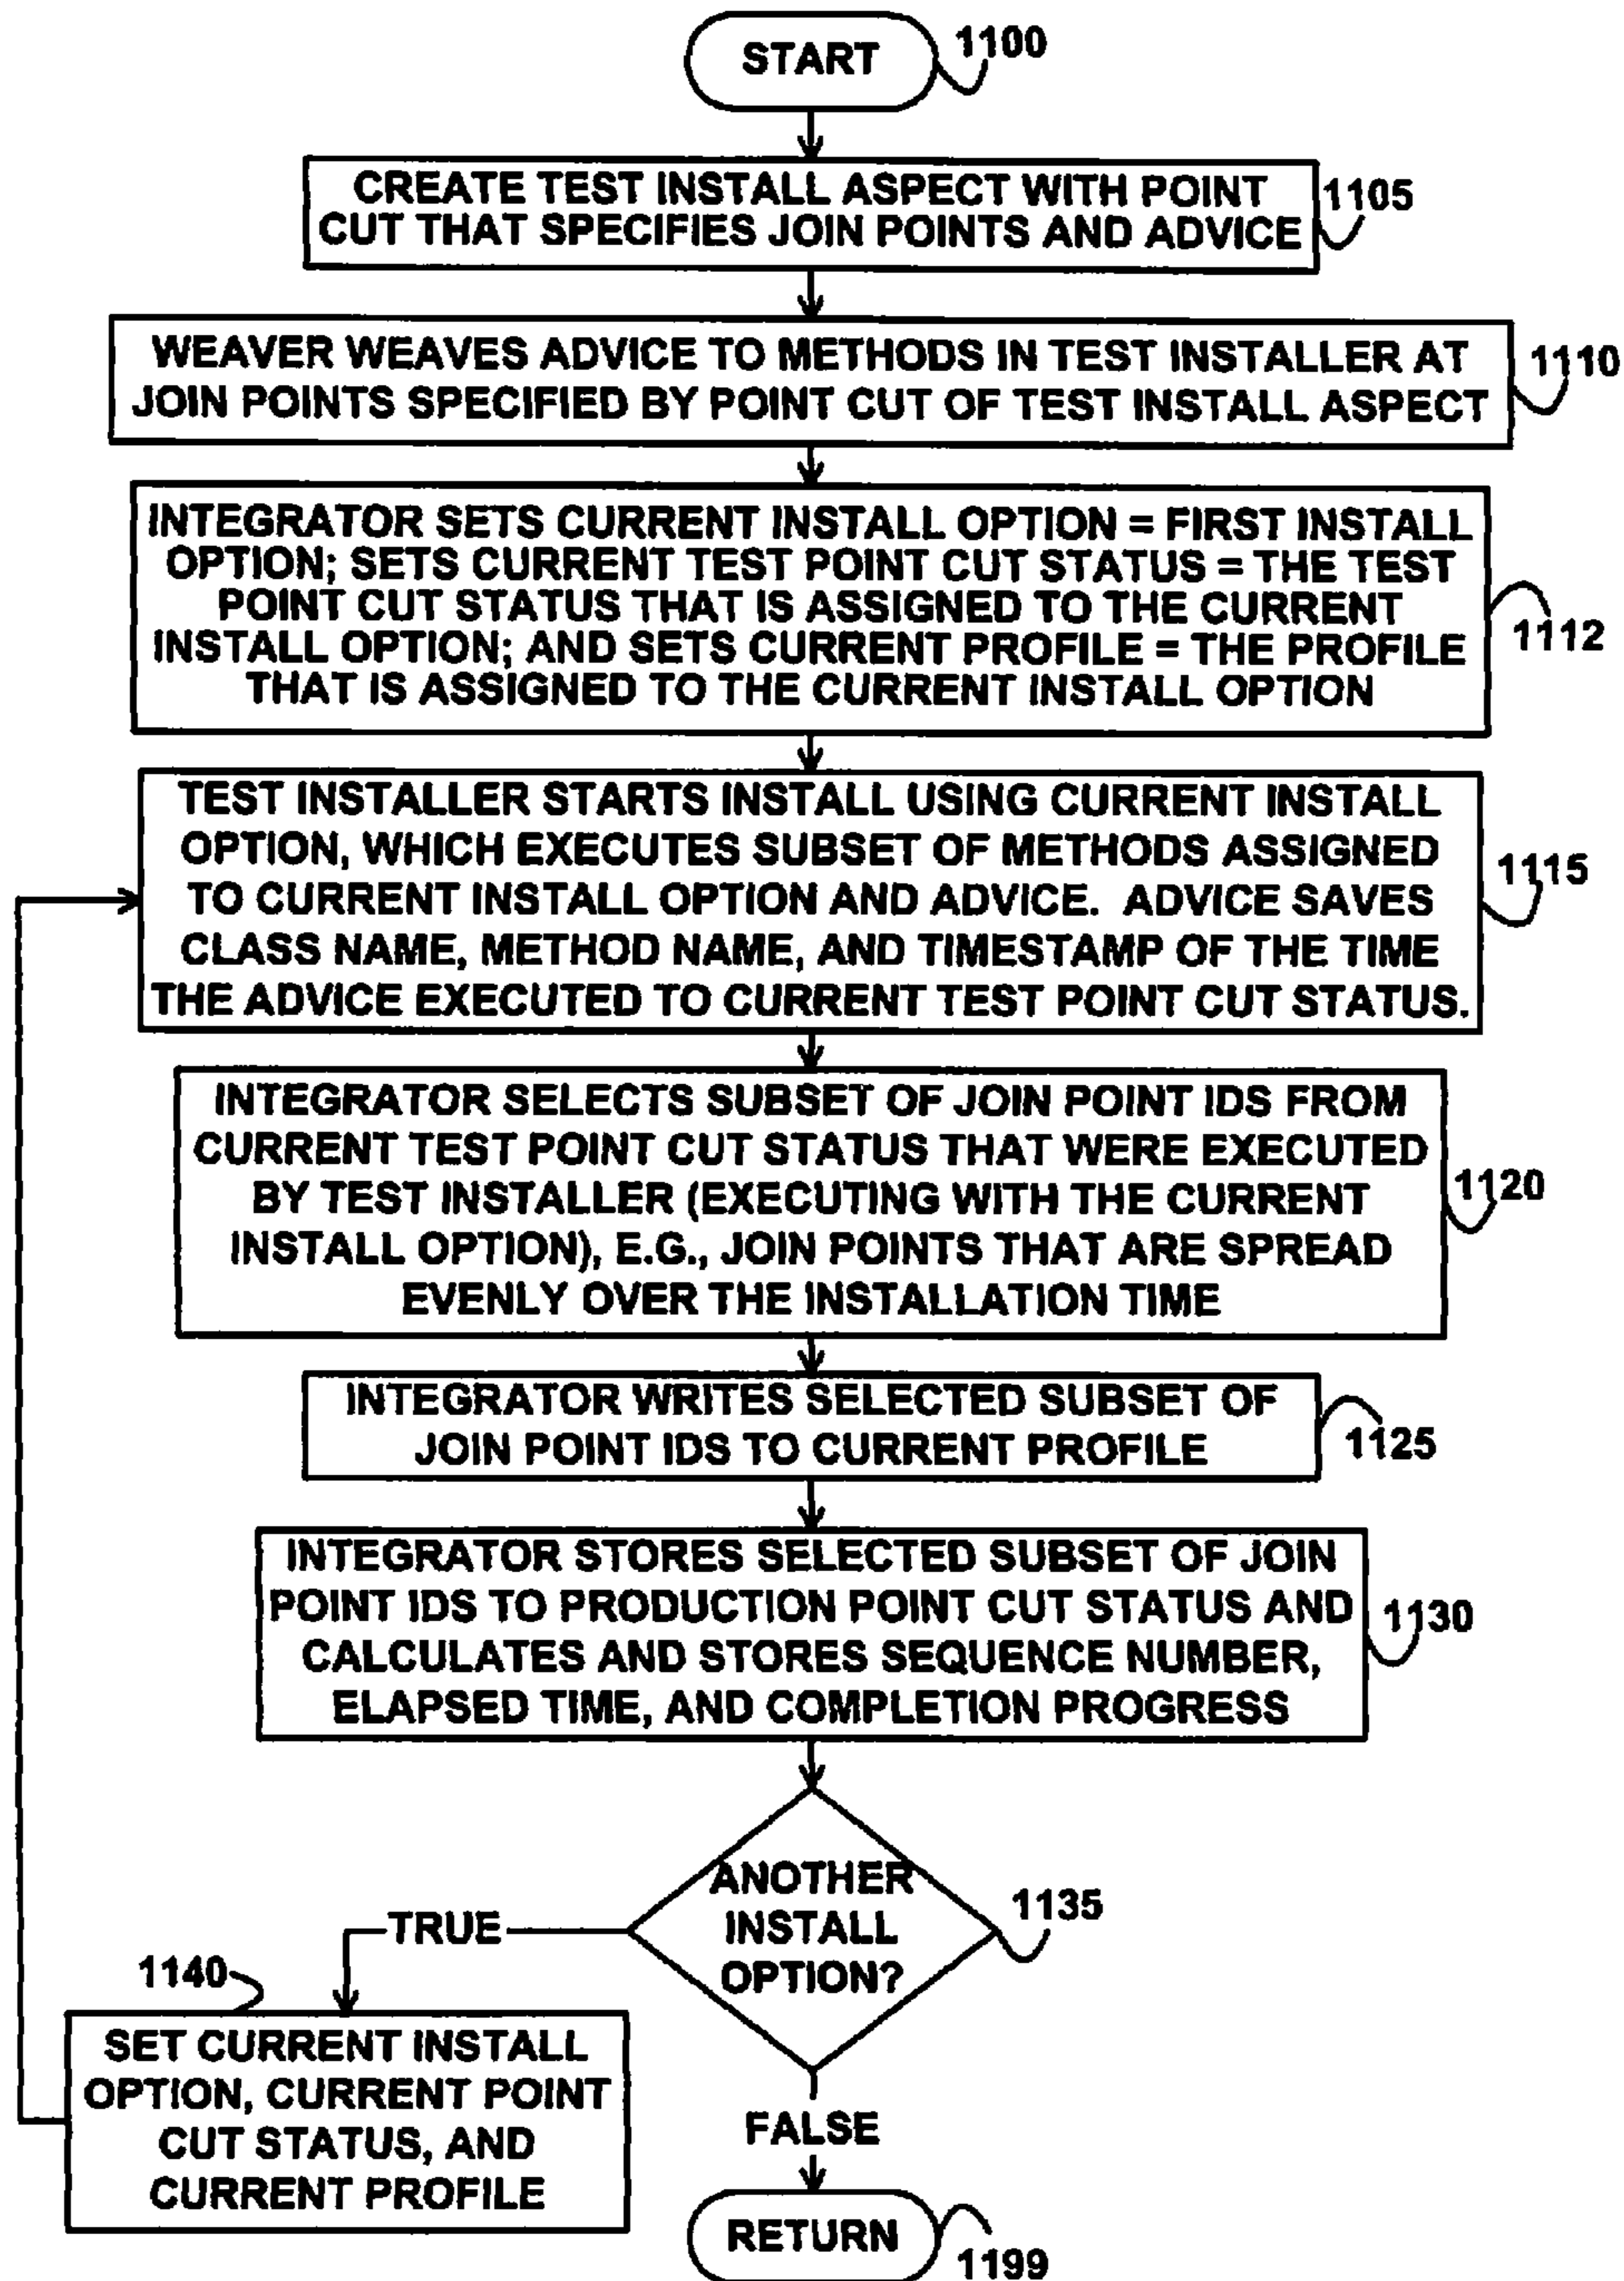 START
1100
CREATE TEST INSTALL ASPECT WITH POINT
CUT THAT SPECIFIES JOIN POINTS AND ADVICE
1105
WEAVER WEAVES ADVICE TO METHODS IN TEST INSTALLER AT
JOIN POINTS SPECIFIED BY POINT CUT OF TEST INSTALL ASPECT
1110
INTEGRATOR SETS CURRENT INSTALL OPTION = FIRST INSTALL
OPTION; SETS CURRENT TEST POINT CUT STATUS = THE TEST
POINT CUT STATUS THAT IS ASSIGNED TO THE CURRENT
INSTALL OPTION; AND SETS CURRENT PROFILE = THE PROFILE
THAT IS ASSIGNED TO THE CURRENT INSTALL OPTION
1112
TEST INSTALLER STARTS INSTALL USING CURRENT INSTALL
OPTION, WHICH EXECUTES SUBSET OF METHODS ASSIGNED
TO CURRENT INSTALL OPTION AND ADVICE. ADVICE SAVES
CLASS NAME, METHOD NAME, AND TIMESTAMP OF THE TIME
THE ADVICE EXECUTED TO CURRENT TEST POINT CUT STATUS.
1115
INTEGRATOR SELECTS SUBSET OF JOIN POINT IDS FROM
CURRENT TEST POINT CUT STATUS THAT WERE EXECUTED
BY TEST INSTALLER (EXECUTING WITH THE CURRENT
INSTALL OPTION), E.G., JOIN POINTS THAT ARE SPREAD
EVENLY OVER THE INSTALLATION TIME
1120
INTEGRATOR WRITES SELECTED SUBSET OF
JOIN POINT IDS TO CURRENT PROFILE
1125
INTEGRATOR STORES SELECTED SUBSET OF JOIN
POINT IDS TO PRODUCTION POINT CUT STATUS AND
CALCULATES AND STORES SEQUENCE NUMBER,
ELAPSED TIME, AND COMPLETION PROGRESS
1130
ANOTHER
INSTALL
OPTION?
1135
TRUE
1140
SET CURRENT INSTALL
OPTION, CURRENT POINT
CUT STATUS, AND
CURRENT PROFILE
FALSE
RETURN
1199